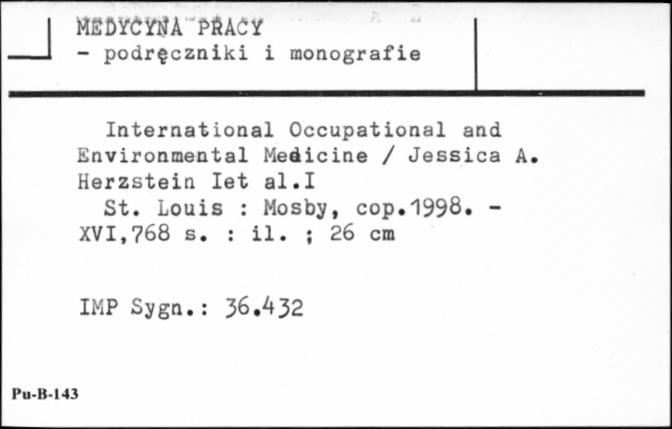 MEDYCYNA PRACY
- podręczniki i monografie
International Occupational and
Environmental Medicine / Jessica A.
Herzstein Iet al.I
St. Louis : Mosby, cop.1998. -
XVI,768 s. : il. ; 26 cm
IMP Sygn.: 36.432
Pu-B-143